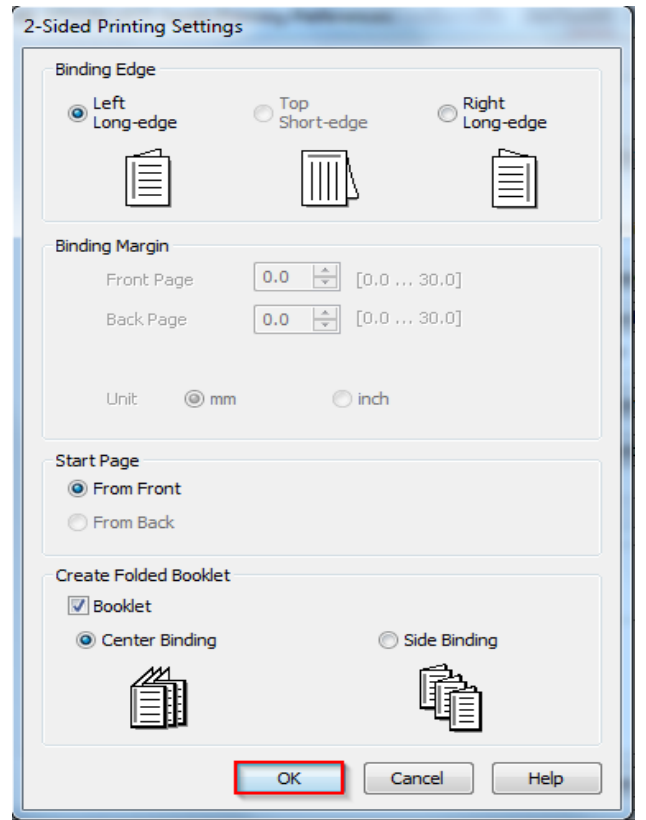 2-Sided Printing Settings
Binding Edge
Left
Long-edge
Top
Short-edge
Right
Long-edge
Binding Margin
Front Page 0.0 [0.0 ... 30.0]
Back Page 0.0 [0.0 ... 30.0]
Unit mm inch
Start Page
From Front
From Back
Create Folded Booklet
Booklet
Center Binding Side Binding
OK Cancel Help